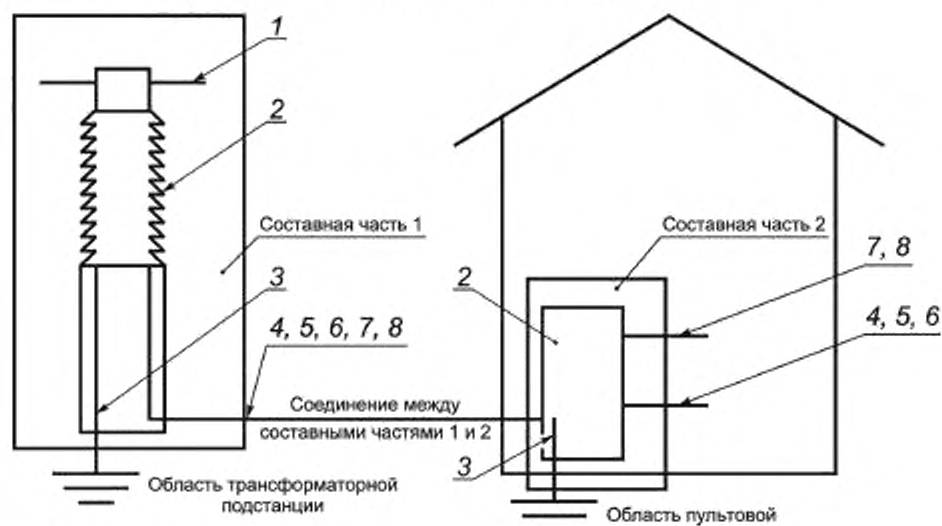 1
2
Составная часть 1
3
4, 5, 6, 7, 8
Соединение между
составными частями 1 и 2
Область трансформаторной
подстанции
Составная часть 2
7, 8
2
4, 5, 6
3
Область пультовой